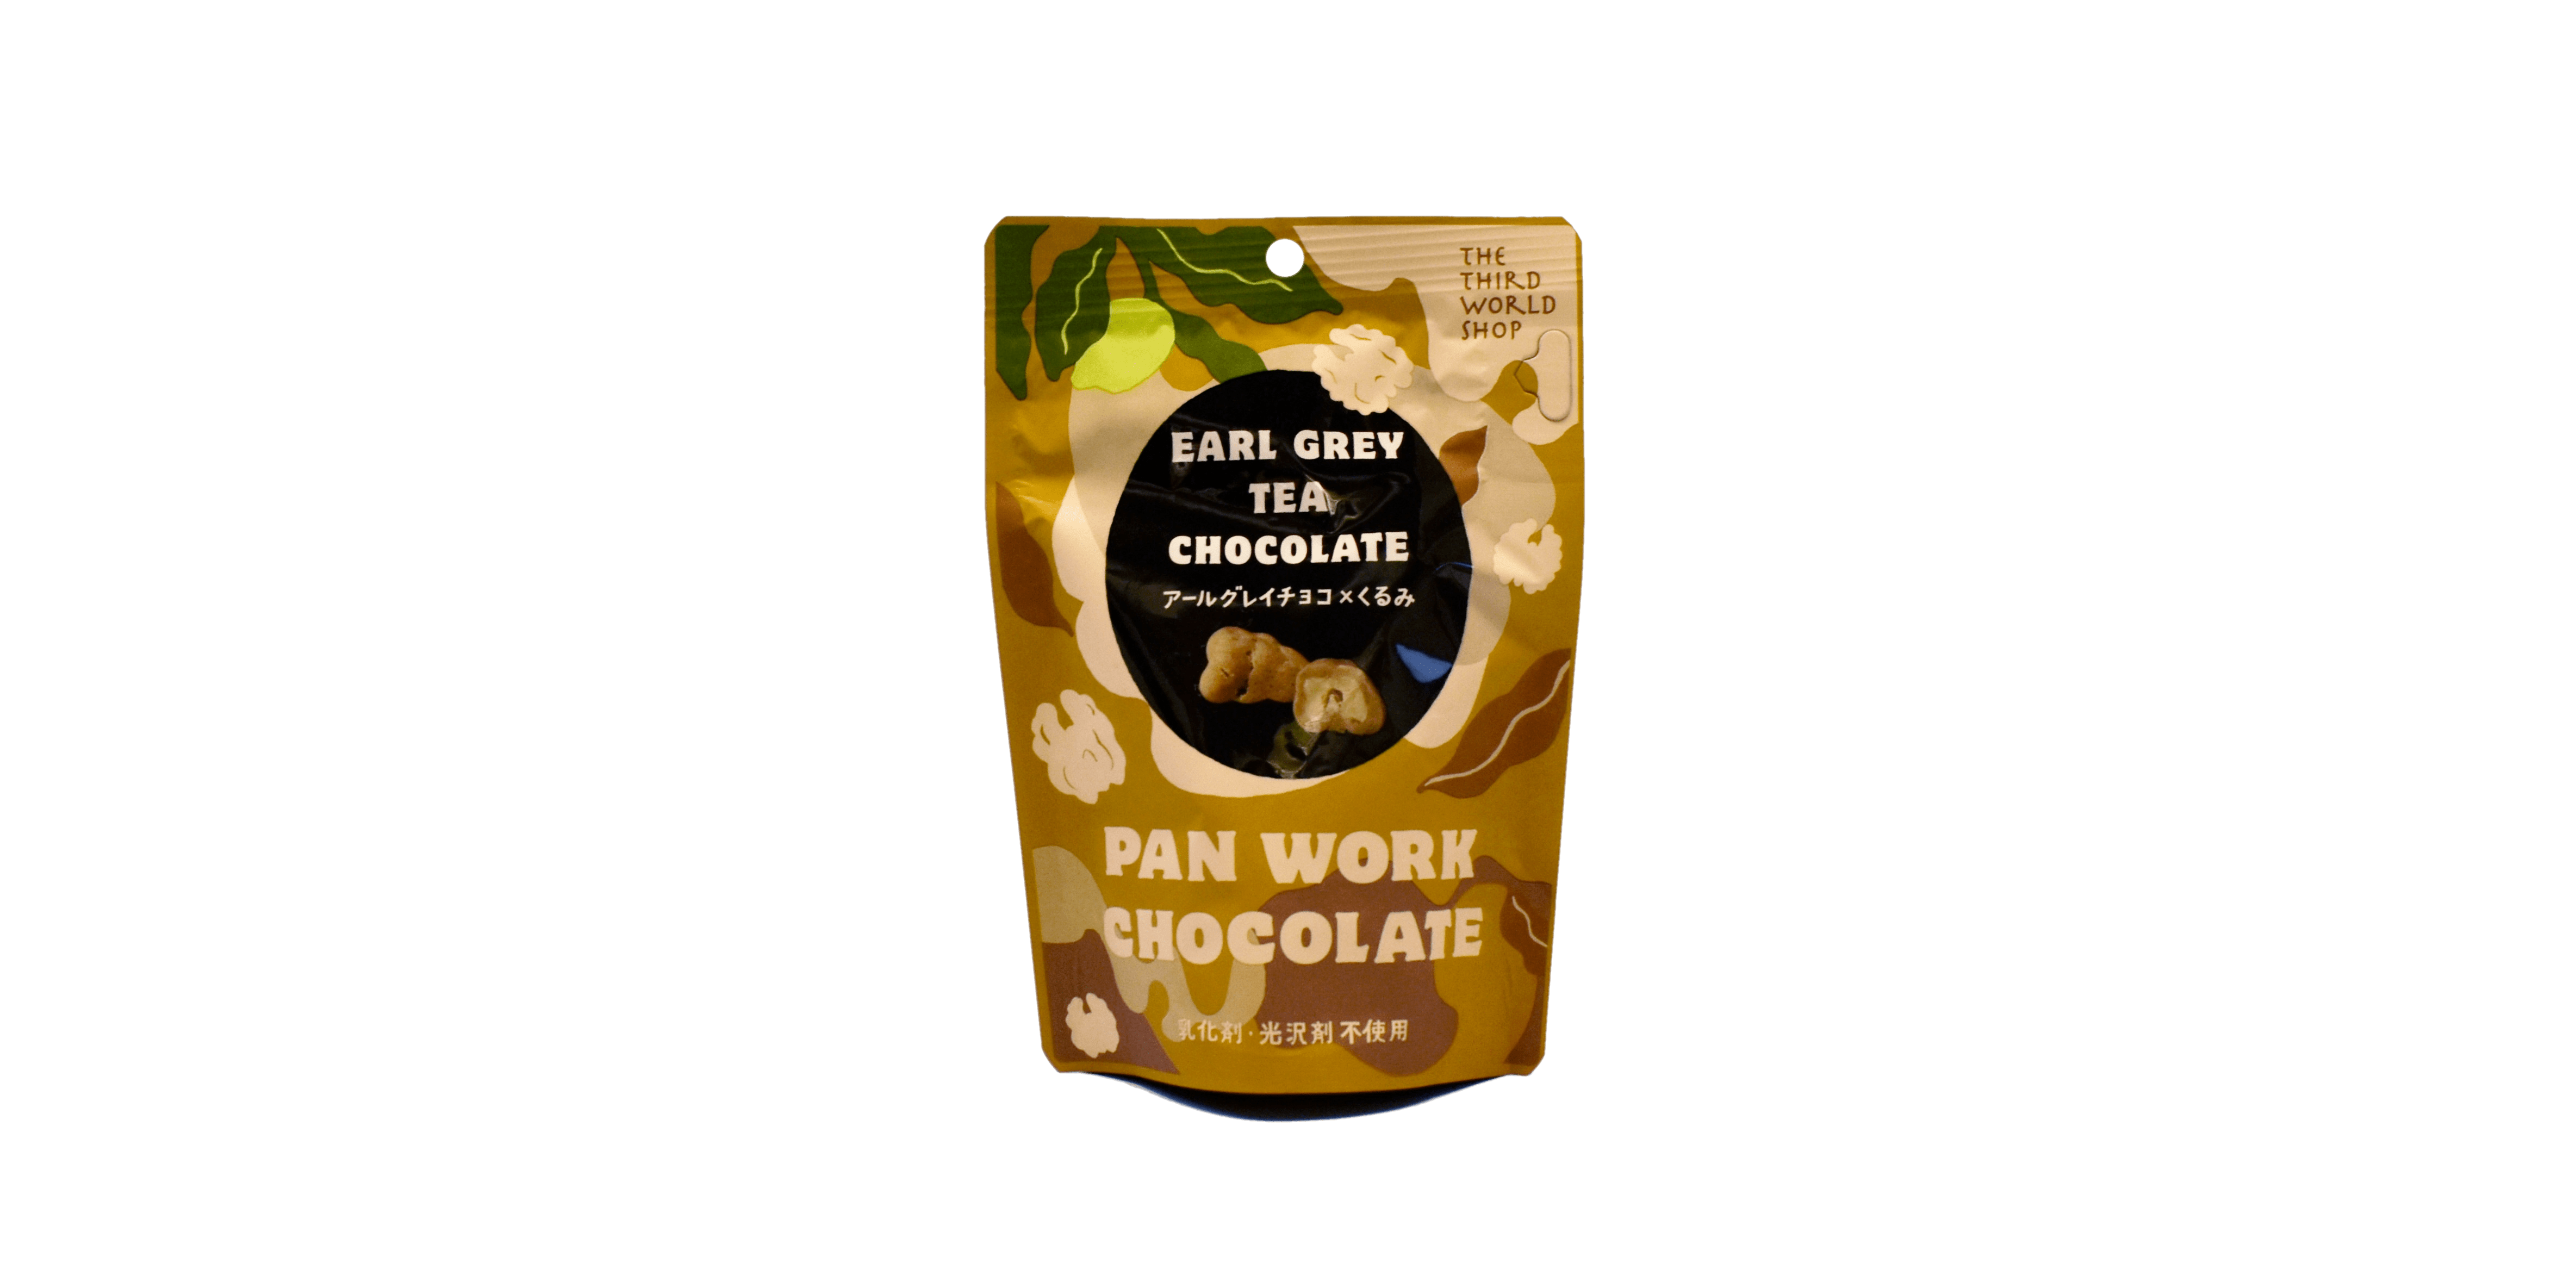 THE
THIRD
WORLD
SHOP
EARL GREY
TEA
CHOCOLATE
アールグレイチョコ×くるみ
PAN WORK
CHOCOLATE
乳化剤・光沢剤 不使用